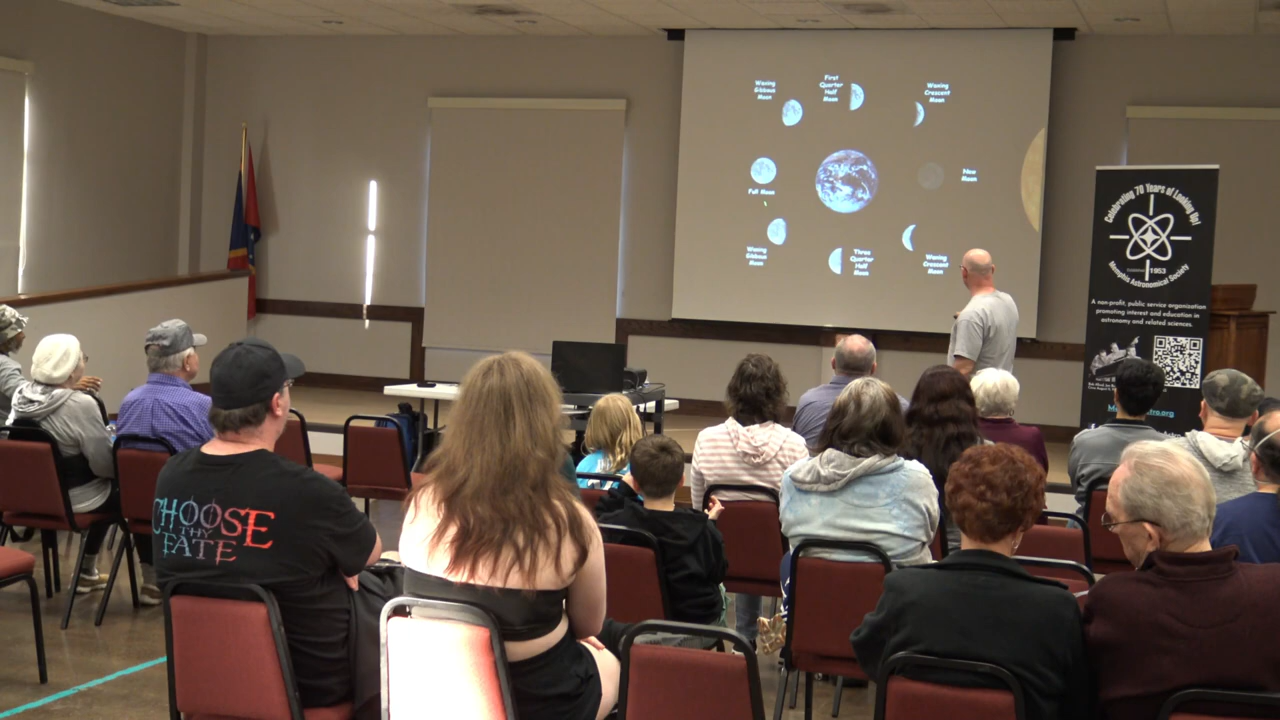 Waxing
Gibbous
Moon
First
Quarter
Half
Moon
Waxing
Crescent
Moon
Full Moon
New
Moon
Waning
Gibbous
Moon
Three
Quarter
Half
Moon
Waning
Crescent
Moon
Celebrating 70 Years of Looking Up!
1953
Memphis Astronomical Society
A non-profit, public service organization
promoting interest and education in
astronomy and related sciences.
CHOOSE
THY
FATE